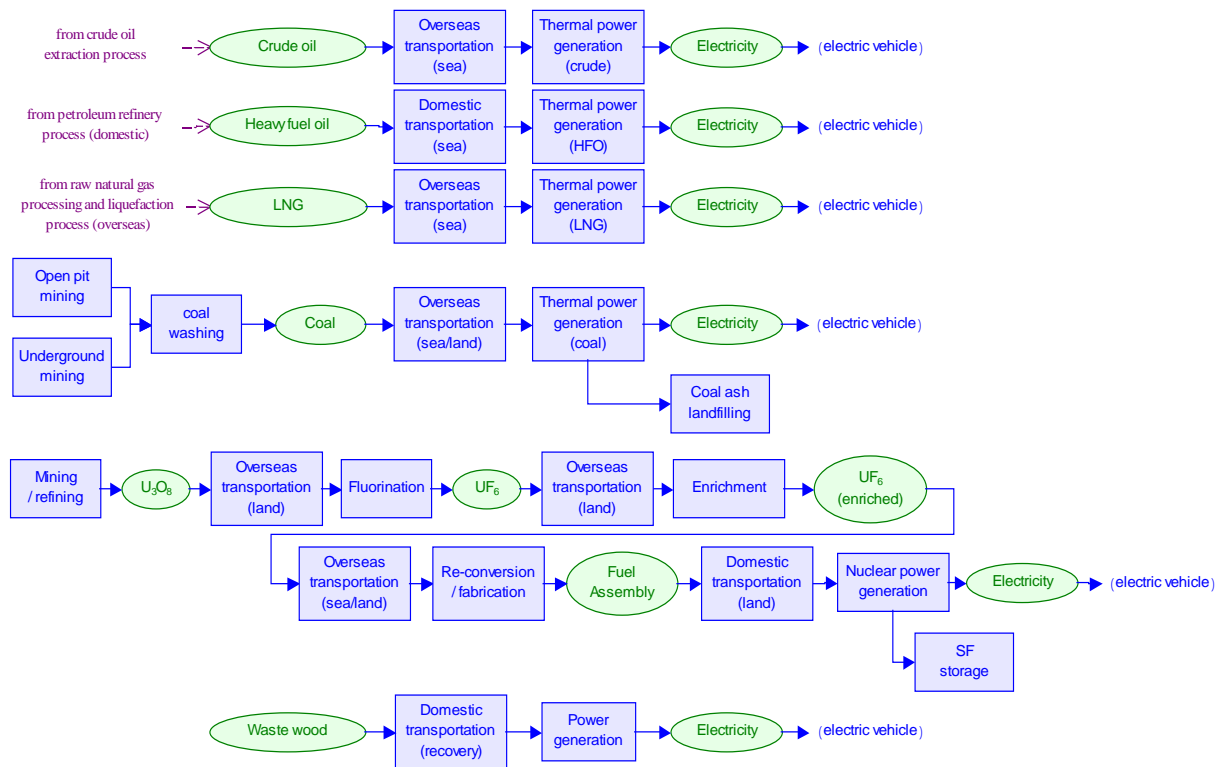 from crude oil
extraction process
Crude oil
Overseas
transportation
(sea)
Thermal power
generation
(crude)
Electricity
(electric vehicle)
from petroleum refinery
process (domestic)
Heavy fuel oil
Domestic
transportation
(sea)
Thermal power
generation
(HFO)
Electricity
(electric vehicle)
from raw natural gas
processing and liquefaction
process (overseas)
LNG
Overseas
transportation
(sea)
Thermal power
generation
(LNG)
Electricity
(electric vehicle)
Open pit
mining
Underground
mining
coal
washing
Coal
Overseas
transportation
(sea/land)
Thermal power
generation
(coal)
Electricity
(electric vehicle)
Coal ash
landfilling
Mining
/ refining
U₃O₈
Overseas
transportation
(land)
Fluorination
UF₆
Overseas
transportation
(land)
Enrichment
UF₆
(enriched)
Overseas
transportation
(sea/land)
Re-conversion
/ fabrication
Fuel
Assembly
Domestic
transportation
(land)
Nuclear power
generation
Electricity
(electric vehicle)
SF
storage
Waste wood
Domestic
transportation
(recovery)
Power
generation
Electricity
(electric vehicle)